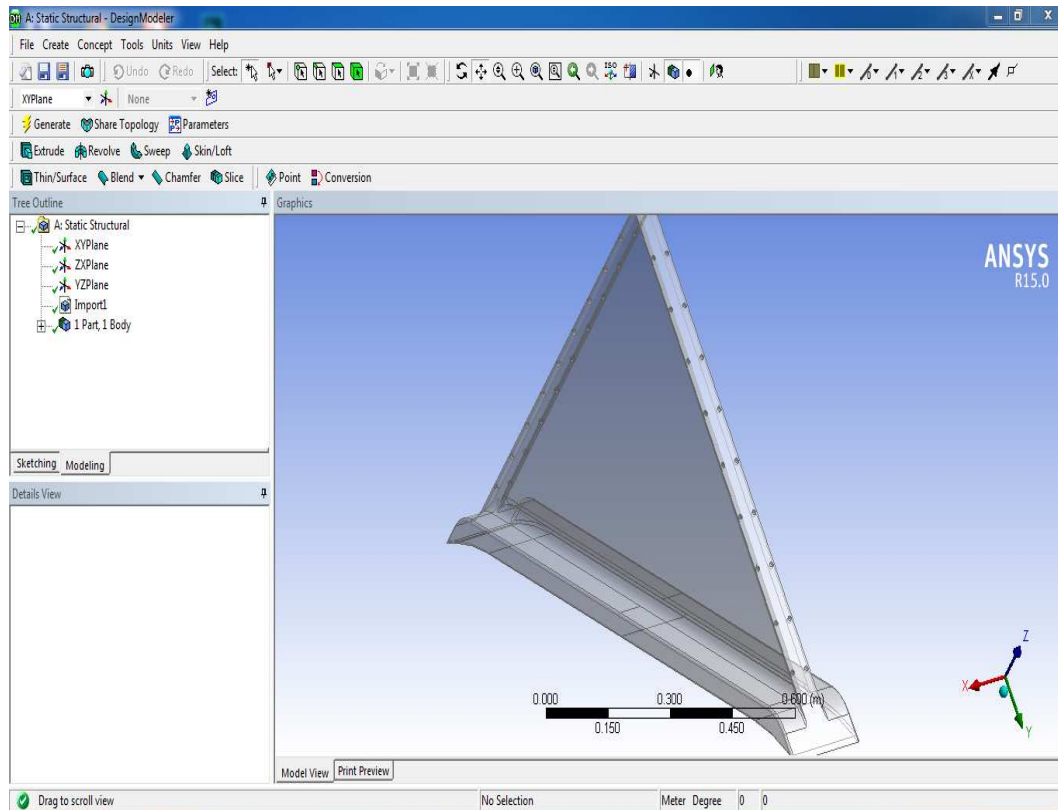 A: Static Structural - DesignModeler
File Create Concept Tools Units View Help
Undo Redo Select: ISO
XYPlane None
Generate Share Topology Parameters
Extrude Revolve Sweep Skin/Loft
Thin/Surface Blend Chamfer Slice Point Conversion
Tree Outline
Graphics
A: Static Structural
XYPlane
ZXPlane
YZPlane
Import1
1 Part, 1 Body
Sketching Modeling
Details View
ANSYS
R15.0
Z
X
Y
0.000 0.300 0.600 (m)
0.150 0.450
Model View Print Preview
Drag to scroll view No Selection Meter Degree 0 0